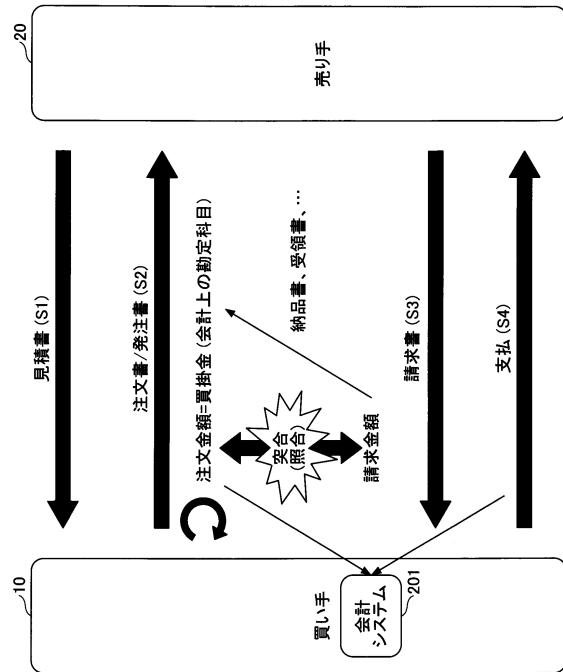 10
20
買い手
売り手
見積書(S1)
注文書/発注書(S2)
注文金額=買掛金(会計上の勘定科目)
突合
(照合)
請求金額
納品書、受領書、…
請求書(S3)
支払(S4)
会計
システム
201